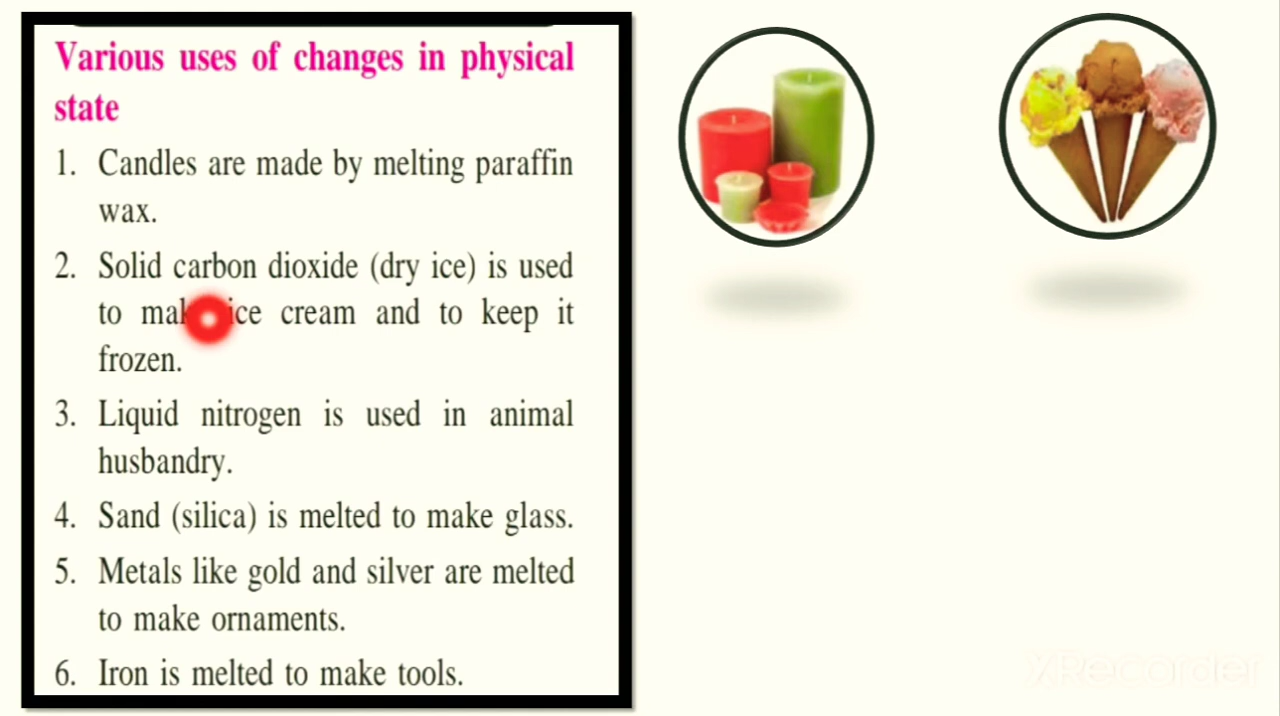 Various uses of changes in physical
state
1. Candles are made by melting paraffin
wax.
2. Solid carbon dioxide (dry ice) is used
to make ice cream and to keep it
frozen.
3. Liquid nitrogen is used in animal
husbandry.
4. Sand (silica) is melted to make glass.
5. Metals like gold and silver are melted
to make ornaments.
6. Iron is melted to make tools.
XRecorder